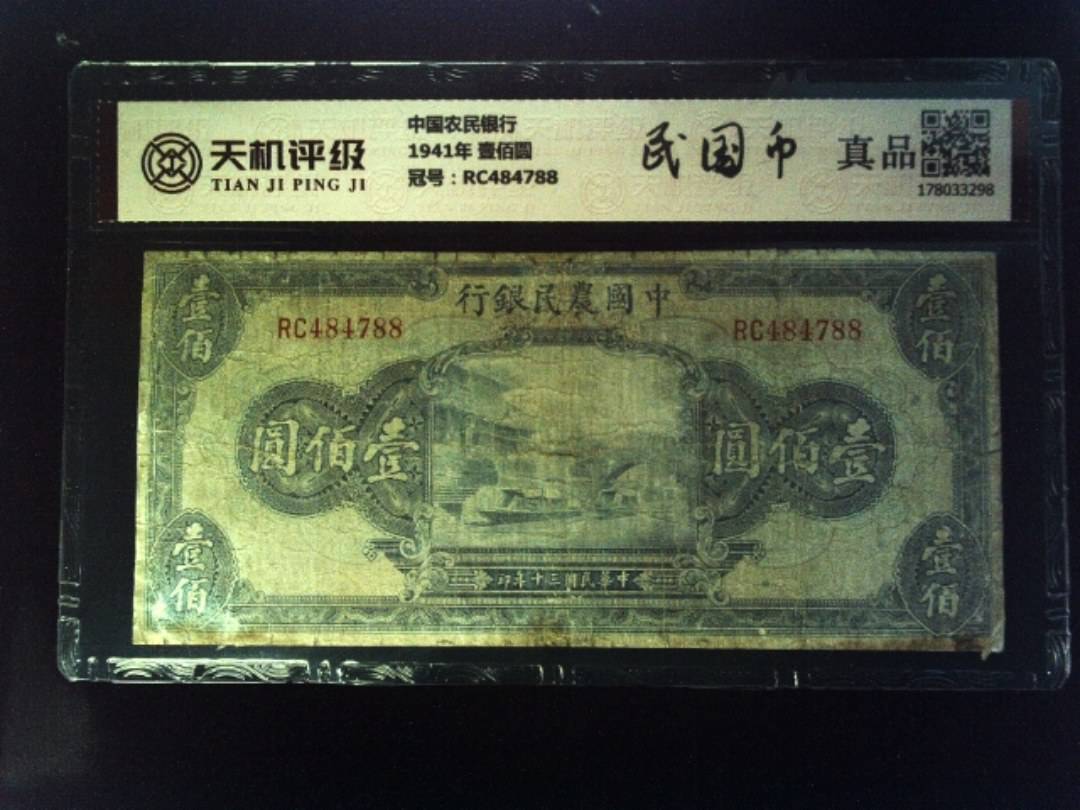 天机评级
TIAN JI PING JI
中国农民银行
1941年 壹佰圆
冠号：RC484788
民国币
真品
178033298
行銀民農國中
壹佰
壹佰
RC484788
RC484788
圓佰壹
圓佰壹
壹佰
壹佰
印年十三國民華中